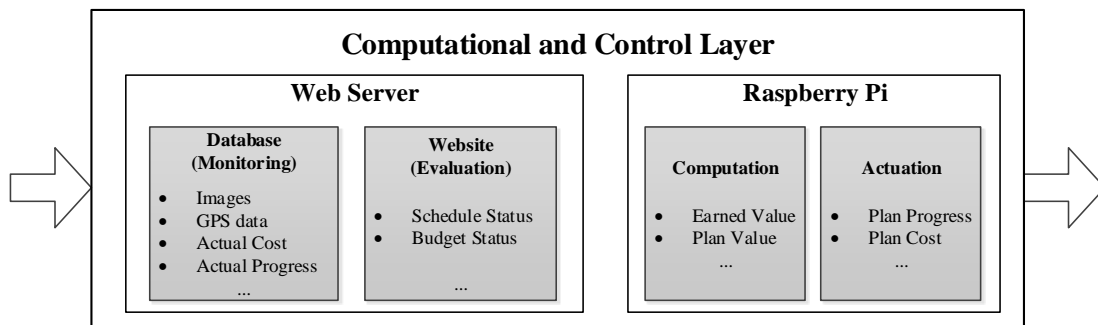 Computational and Control Layer
Web Server
Database
(Monitoring)
• Images
• GPS data
• Actual Cost
• Actual Progress
...
Website
(Evaluation)
• Schedule Status
• Budget Status
...
Raspberry Pi
Computation
• Earned Value
• Plan Value
...
Actuation
• Plan Progress
• Plan Cost
...